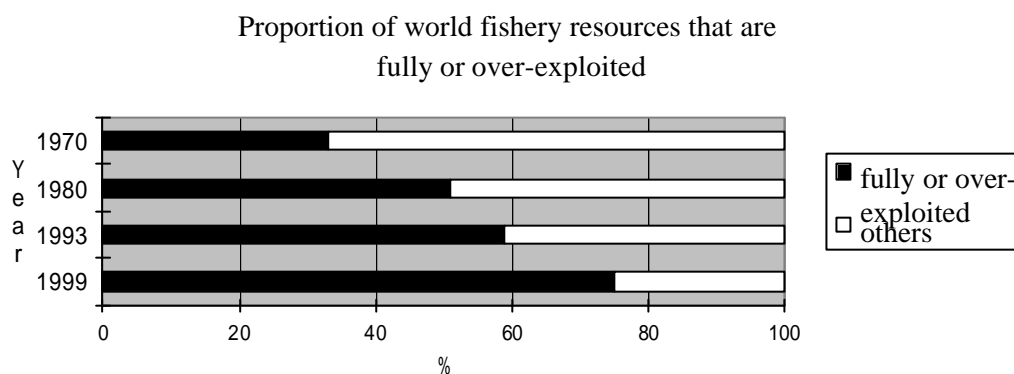 Proportion of world fishery resources that are
fully or over-exploited
Year
1970
1980
1993
1999
0 20 40 60 80 100
%
fully or over-
exploited
others